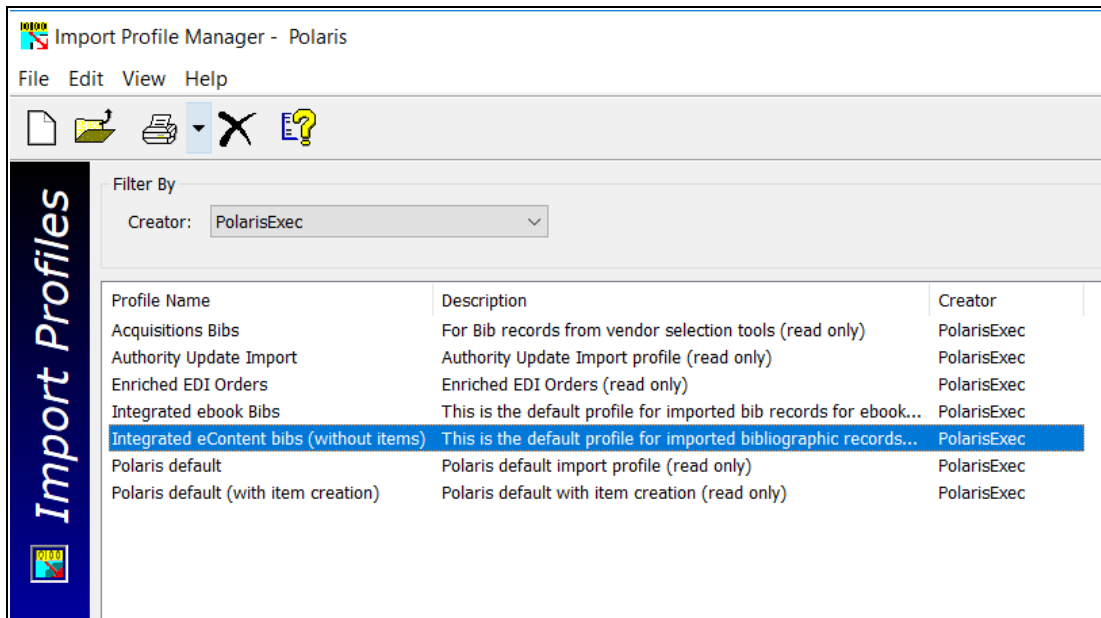 Import Profile Manager - Polaris
File Edit View Help
Filter By
Creator: PolarisExec
Import Profiles
Profile Name Description Creator
Acquisitions Bibs For Bib records from vendor selection tools (read only) PolarisExec
Authority Update Import Authority Update Import profile (read only) PolarisExec
Enriched EDI Orders Enriched EDI Orders (read only) PolarisExec
Integrated ebook Bibs This is the default profile for imported bib records for ebook... PolarisExec
Integrated eContent bibs (without items) This is the default profile for imported bibliographic records... PolarisExec
Polaris default Polaris default import profile (read only) PolarisExec
Polaris default (with item creation) Polaris default with item creation (read only) PolarisExec